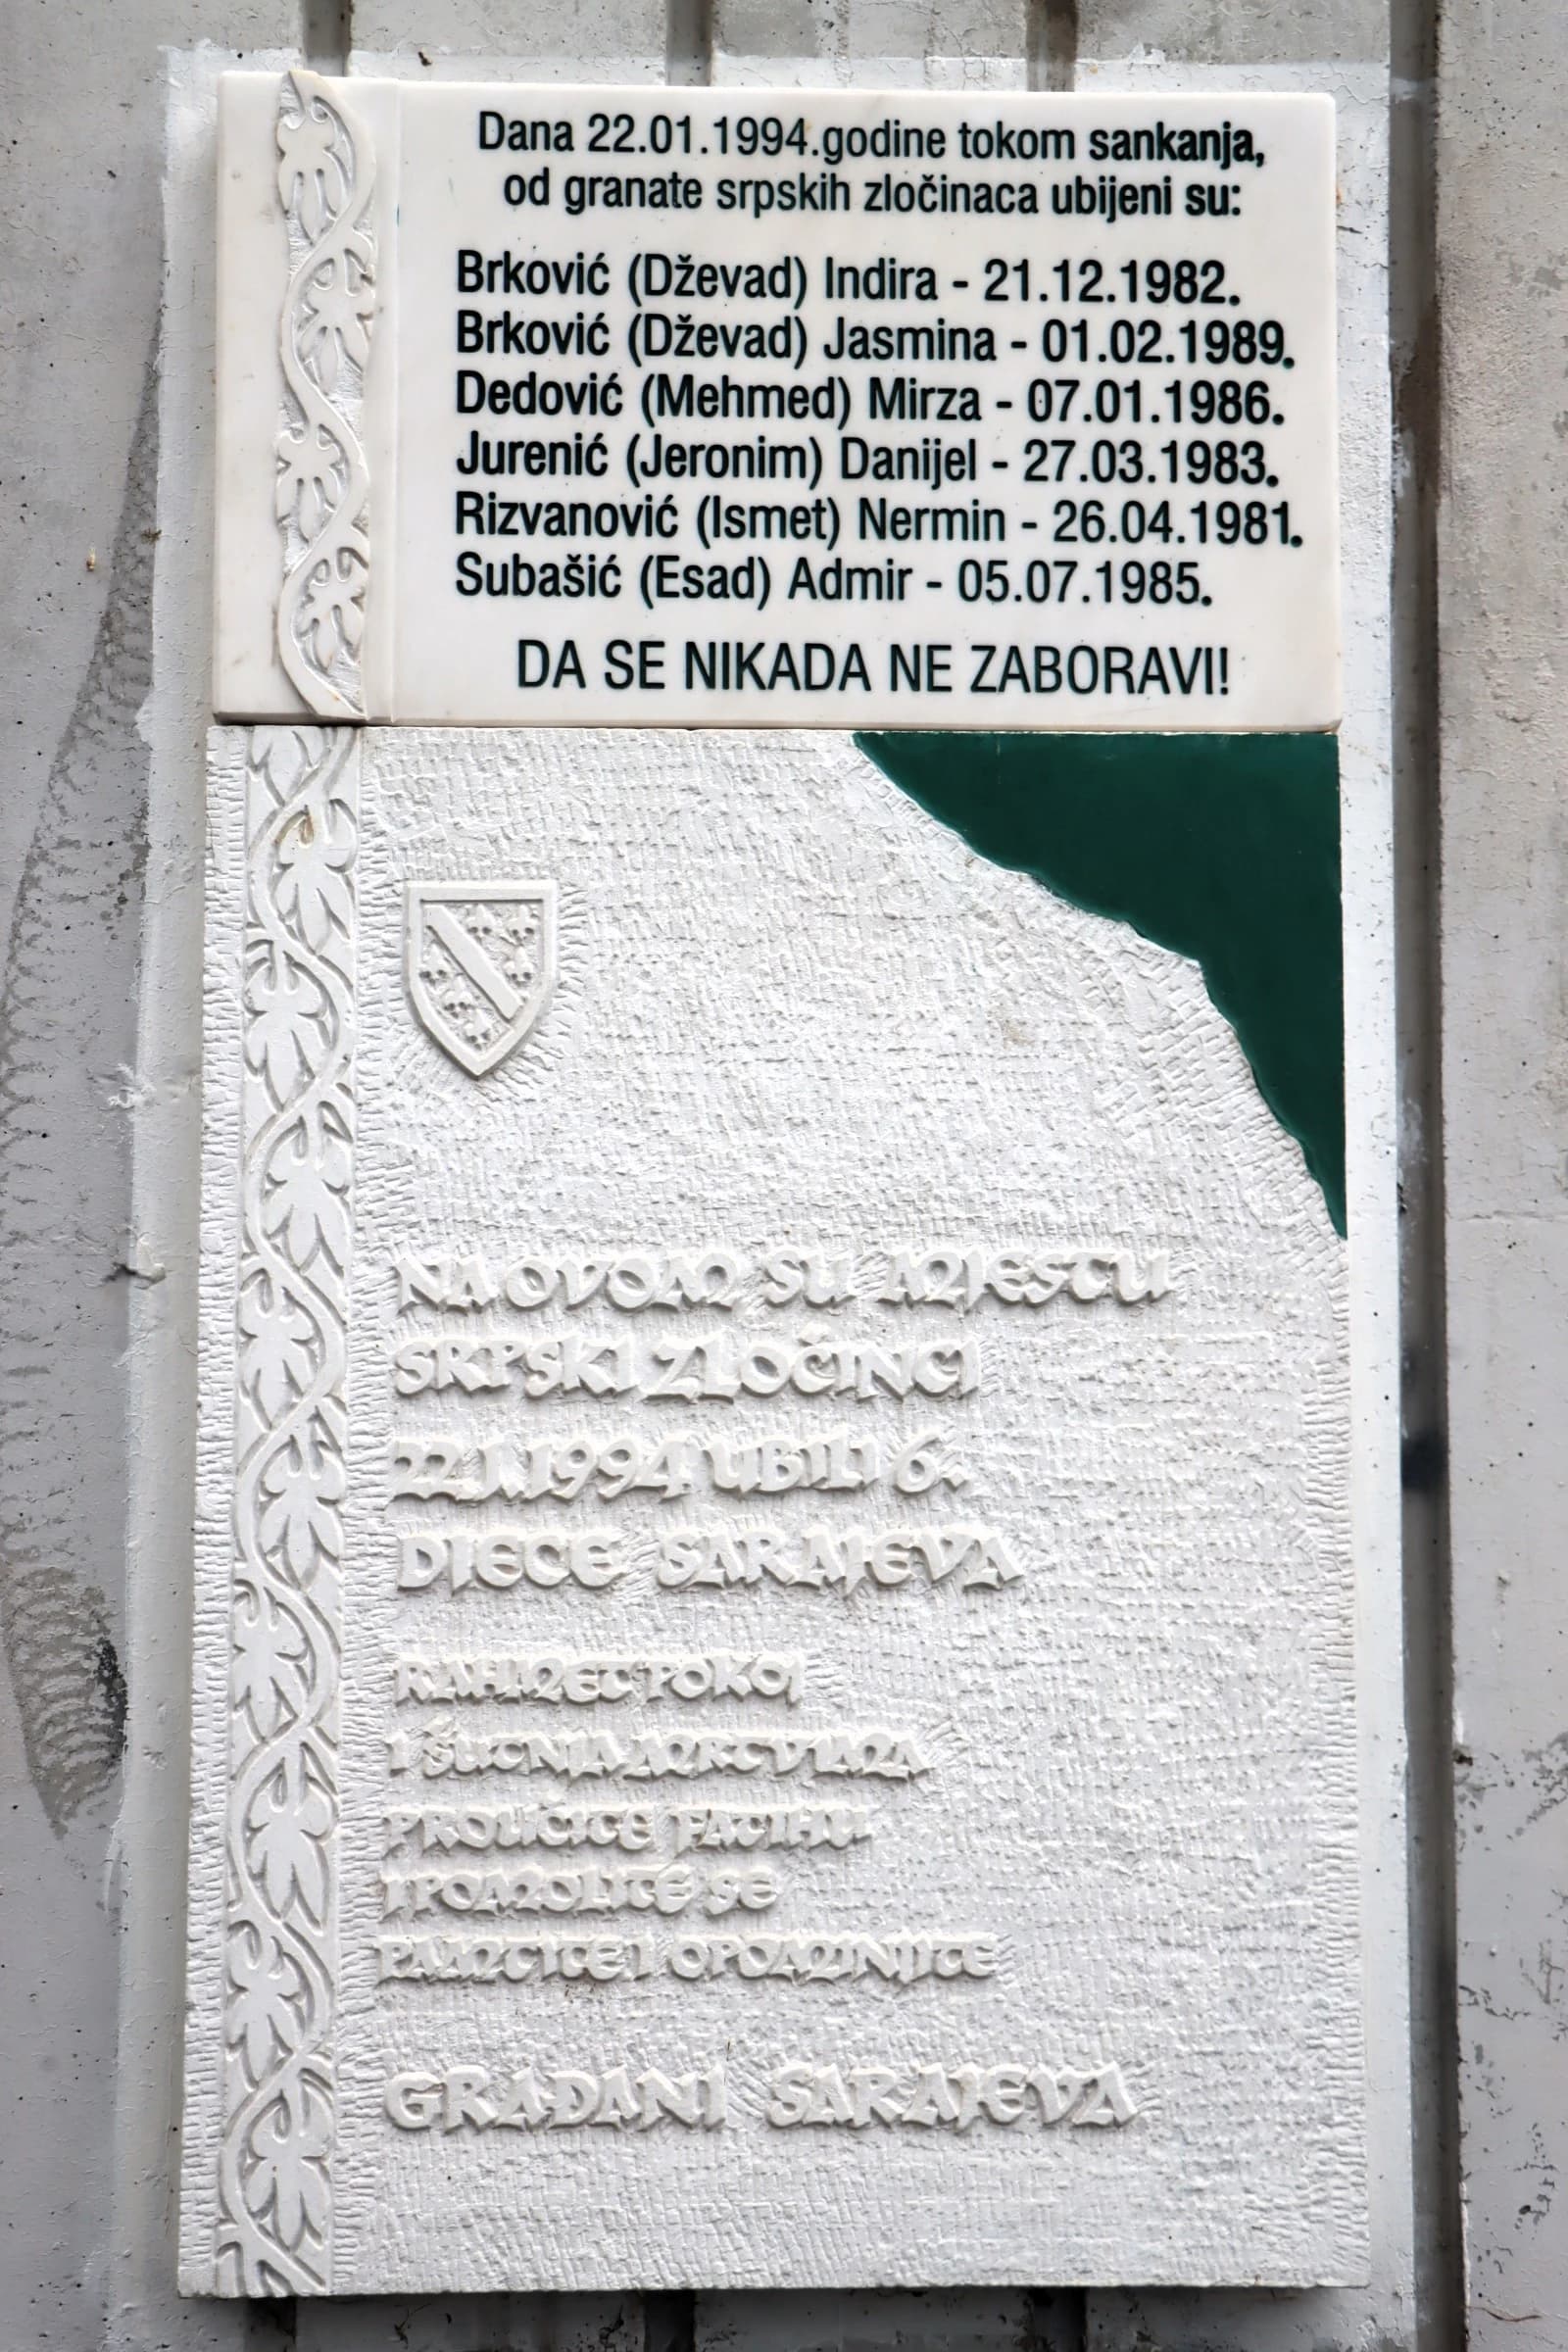 Dana 22.01.1994.godine tokom sankanja,
od granate srpskih zločinaca ubijeni su:
Brković (Dževad) Indira - 21.12.1982.
Brković (Dževad) Jasmina - 01.02.1989.
Dedović (Mehmed) Mirza - 07.01.1986.
Jurenić (Jeronim) Danijel - 27.03.1983.
Rizvanović (Ismet) Nermin - 26.04.1981.
Subašić (Esad) Admir - 05.07.1985.
DA SE NIKADA NE ZABORAVI!
NA OVOM SU MJESTU
SRPSKI ZLOČINCI
22.1.1994 UBILI 6.
DJECE SARAJEVA
RAHMET POKOJ
I ŠUTNJA MRTVIMA
PROUČITE FATIHU
I POMOLITE SE
PAMTITE I OPOMINJITE
GRAĐANI SARAJEVA